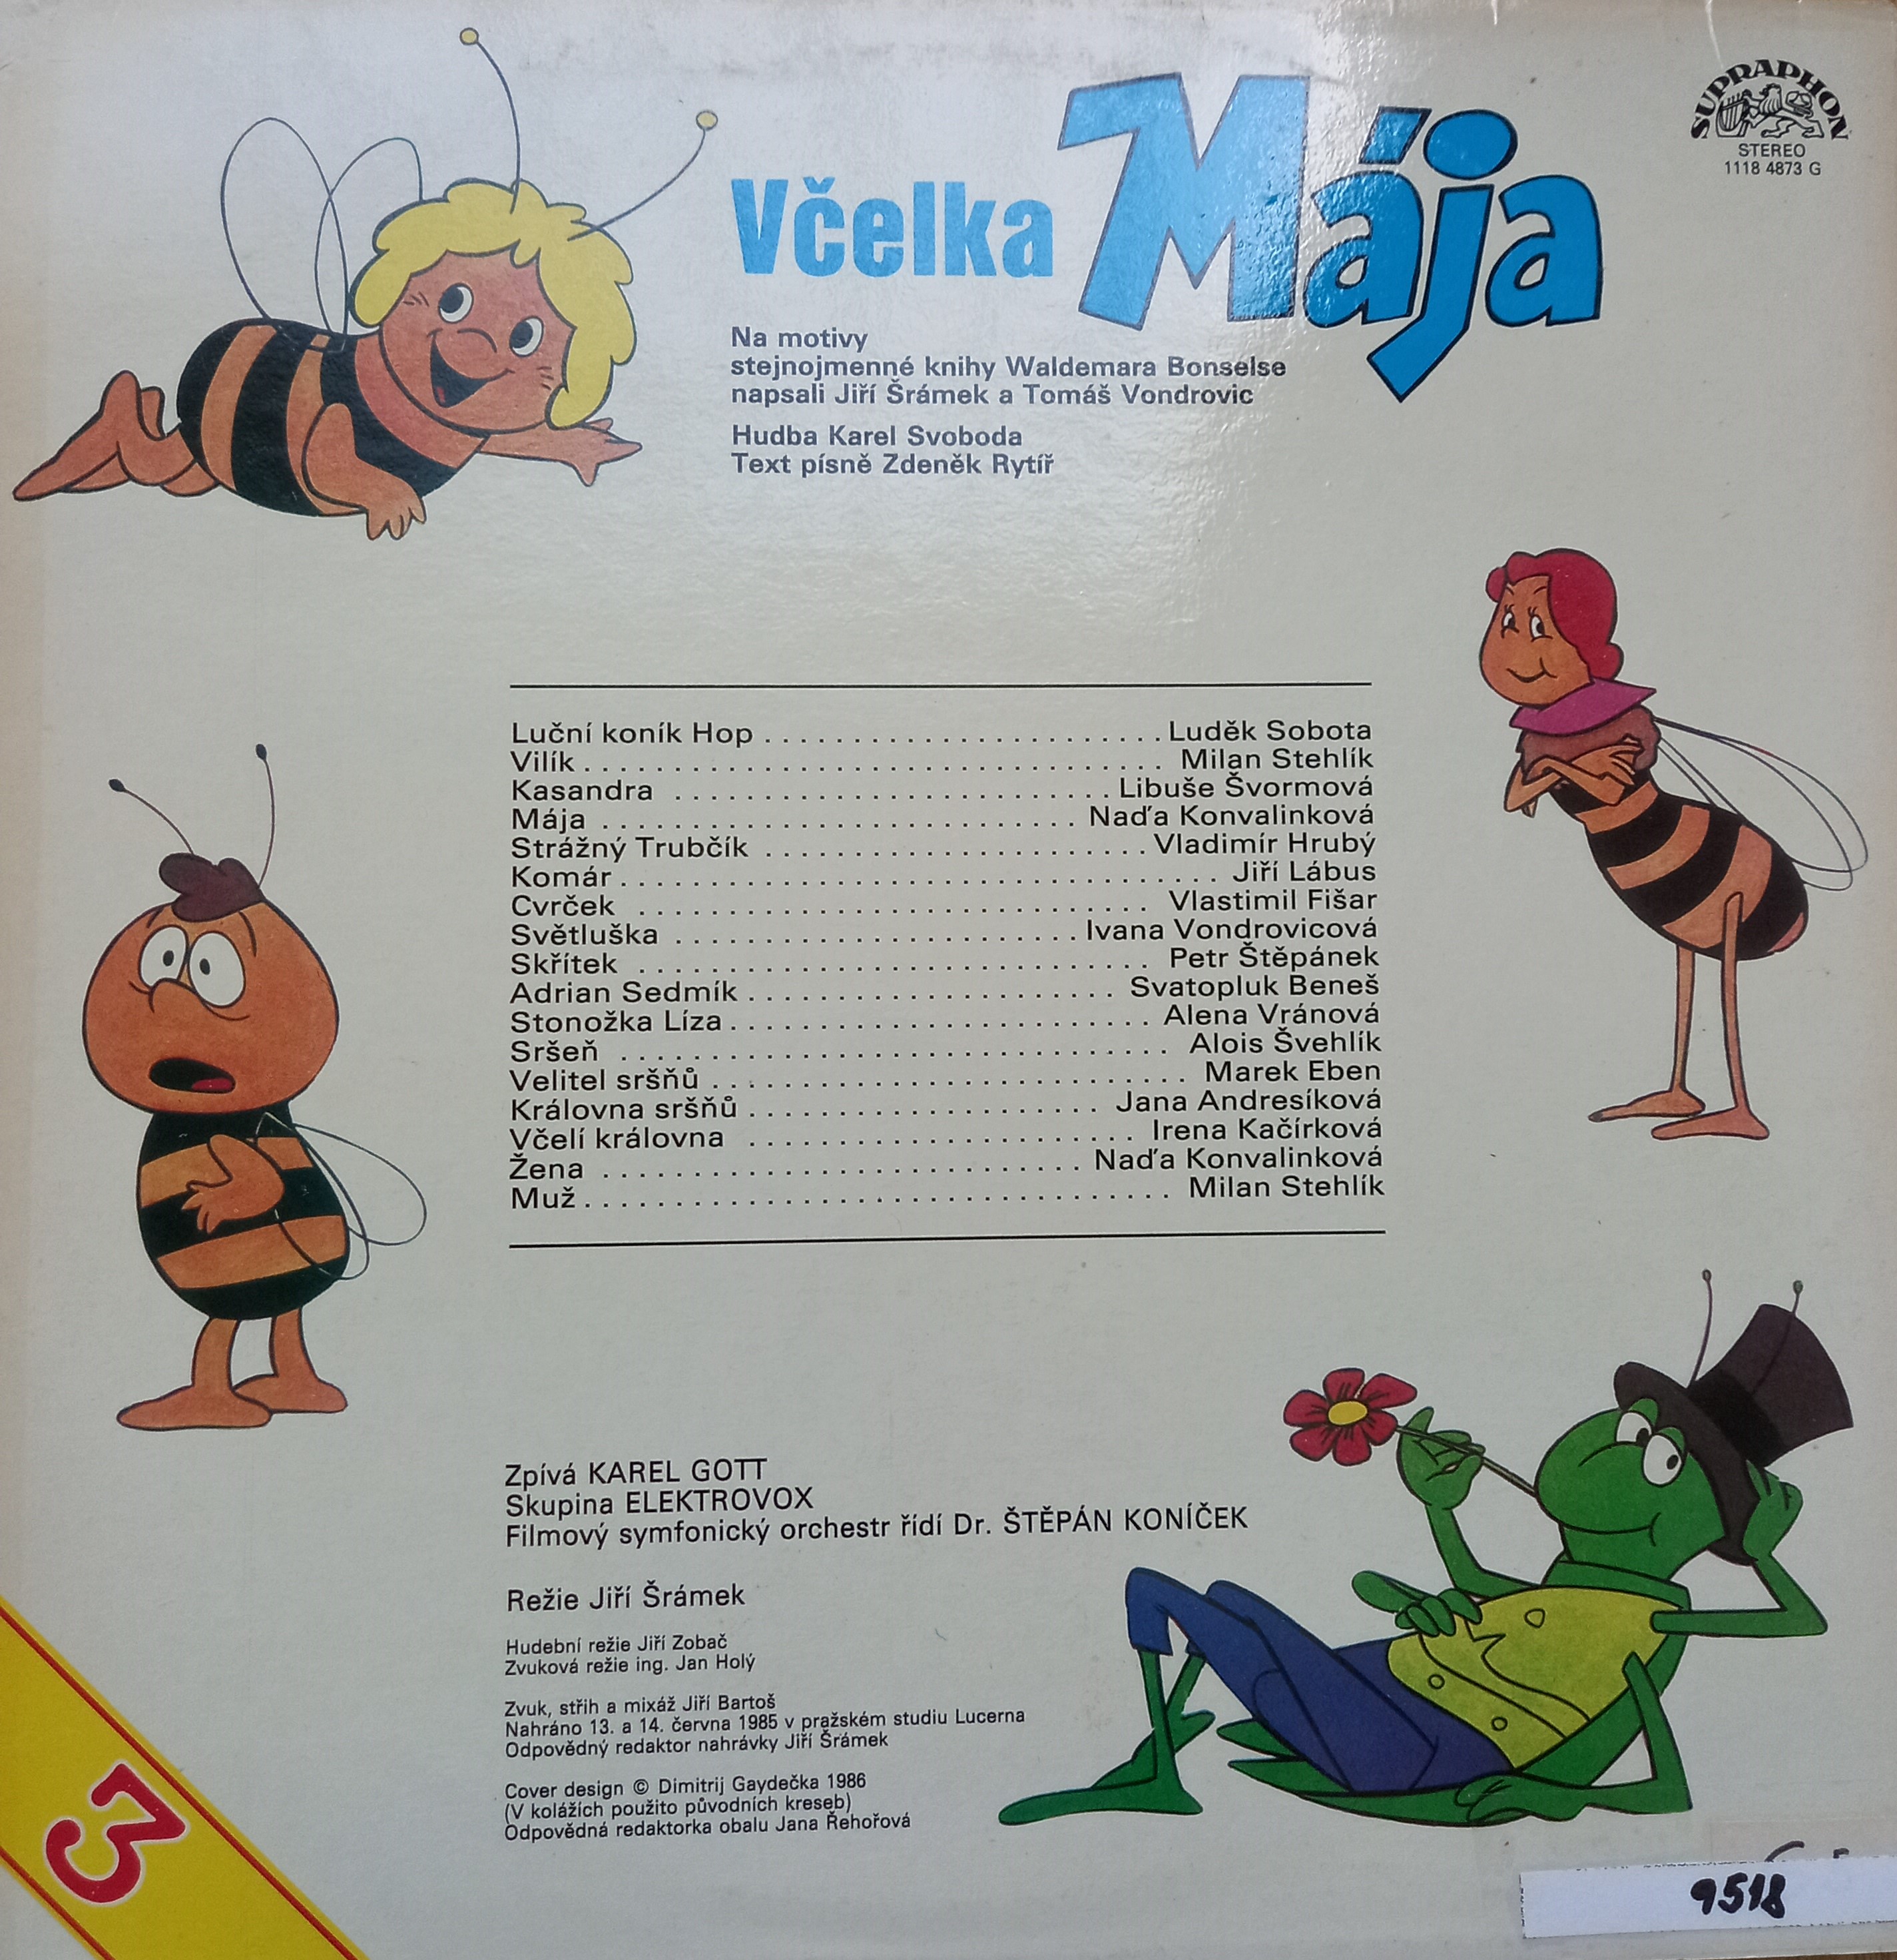 Včelka Mája
SUPRAPHON
STEREO
1118 4873 G
Na motivy
stejnojmenné knihy Waldemara Bonselse
napsali Jiří Šrámek a Tomáš Vondrovic
Hudba Karel Svoboda
Text písně Zdeněk Rytíř
Luční koník Hop . . . . . . . . . . . . . . . . . . . . . . . Luděk Sobota
Vilík . . . . . . . . . . . . . . . . . . . . . . . . . . . . . . . . . Milan Stehlík
Kasandra . . . . . . . . . . . . . . . . . . . . . . . . . Libuše Švormová
Mája . . . . . . . . . . . . . . . . . . . . . . . . . . . Naďa Konvalinková
Strážný Trubčík . . . . . . . . . . . . . . . . . . . . . . Vladimír Hrubý
Komár . . . . . . . . . . . . . . . . . . . . . . . . . . . . . . . . . . Jiří Lábus
Cvrček . . . . . . . . . . . . . . . . . . . . . . . . . . . . . Vlastimil Fišar
Světluška . . . . . . . . . . . . . . . . . . . . . . . Ivana Vondrovicová
Skřítek . . . . . . . . . . . . . . . . . . . . . . . . . . . . . Petr Štěpánek
Adrian Sedmík . . . . . . . . . . . . . . . . . . . . . Svatopluk Beneš
Stonožka Líza . . . . . . . . . . . . . . . . . . . . . . . . Alena Vránová
Sršeň . . . . . . . . . . . . . . . . . . . . . . . . . . . . . . . Alois Švehlík
Velitel sršňů . . . . . . . . . . . . . . . . . . . . . . . . . . . Marek Eben
Královna sršňů . . . . . . . . . . . . . . . . . . . . Jana Andresíková
Včelí královna . . . . . . . . . . . . . . . . . . . . . . Irena Kačírková
Žena . . . . . . . . . . . . . . . . . . . . . . . . . . . Naďa Konvalinková
Muž . . . . . . . . . . . . . . . . . . . . . . . . . . . . . . . . . Milan Stehlík
Zpívá KAREL GOTT
Skupina ELEKTROVOX
Filmový symfonický orchestr řídí Dr. ŠTĚPÁN KONÍČEK
Režie Jiří Šrámek
Hudební režie Jiří Zobač
Zvuková režie ing. Jan Holý
Zvuk, střih a mixáž Jiří Bartoš
Nahráno 13. a 14. června 1985 v pražském studiu Lucerna
Odpovědný redaktor nahrávky Jiří Šrámek
Cover design © Dimitrij Gaydečka 1986
(V kolážích použito původních kreseb)
Odpovědná redaktorka obalu Jana Řehořová
3
9518